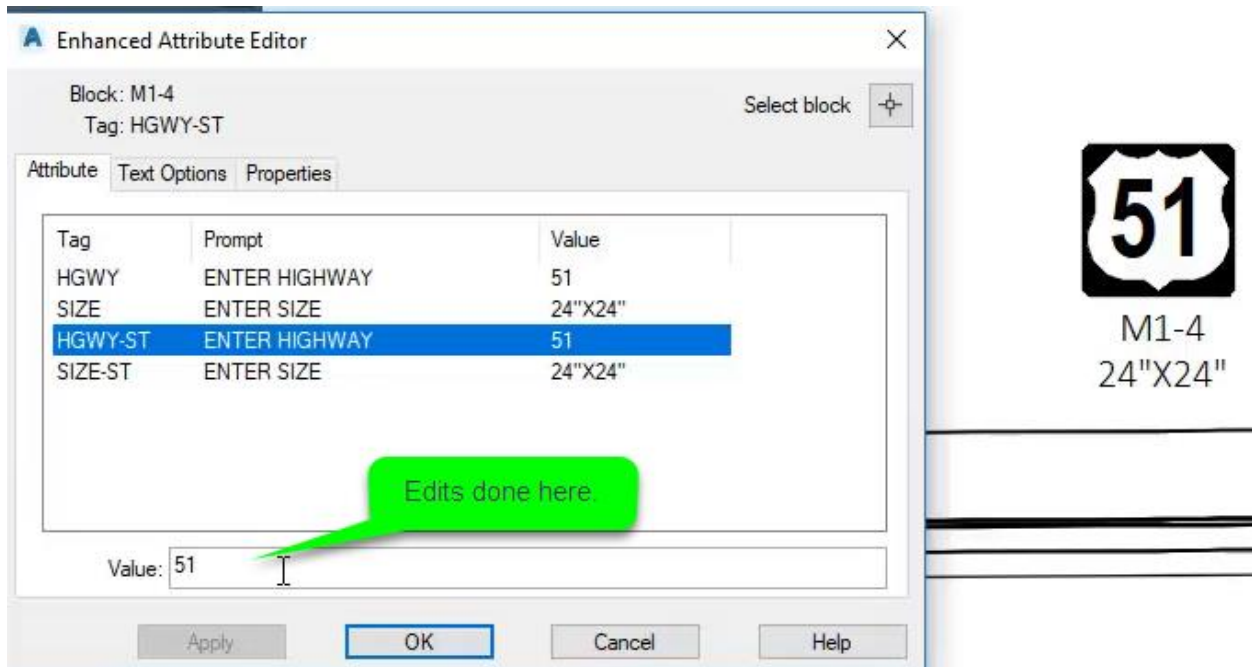 Enhanced Attribute Editor
Block: M1-4
Tag: HGWY-ST
Select block
Attribute Text Options Properties
Tag Prompt Value
HGWY ENTER HIGHWAY 51
SIZE ENTER SIZE 24"X24"
HGWY-ST ENTER HIGHWAY 51
SIZE-ST ENTER SIZE 24"X24"
Edits done here.
Value: 51
Apply OK Cancel Help
51
M1-4
24"X24"